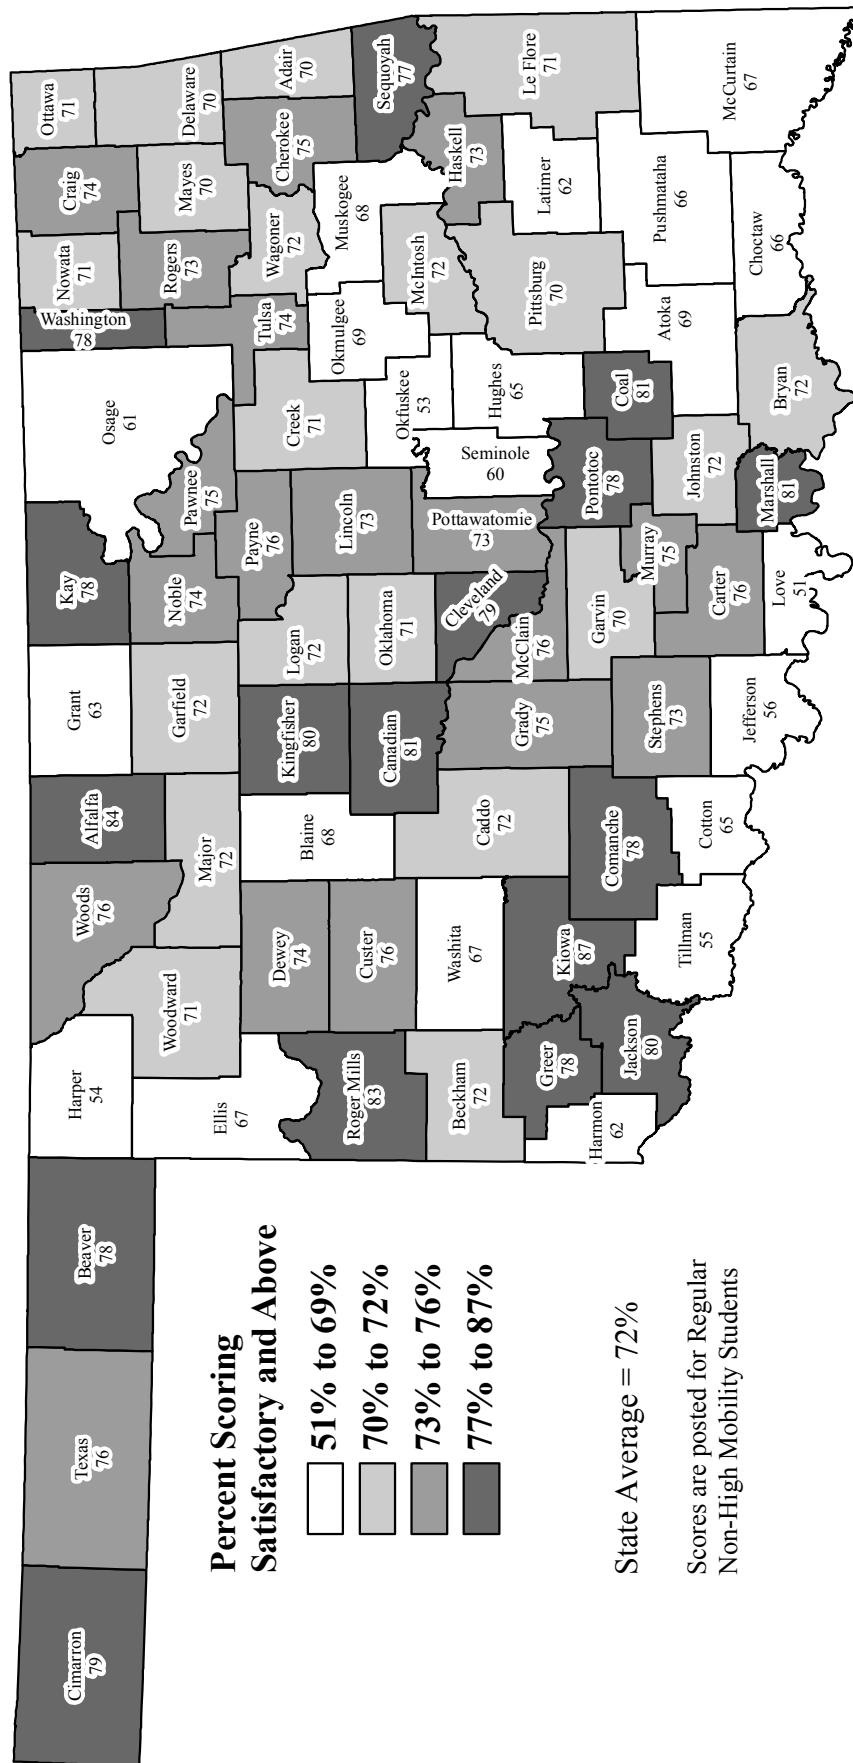 Cimarron
79
Texas
76
Beaver
78
Harper
54
Woods
76
Alfalfa
84
Grant
63
Kay
78
Osage
61
Washington
78
Nowata
71
Craig
74
Ottawa
71
Ellis
67
Woodward
71
Major
72
Garfield
72
Noble
74
Pawnee
75
Rogers
73
Mayes
70
Delaware
70
Roger Mills
83
Dewey
74
Blaine
68
Kingfisher
80
Logan
72
Payne
76
Creek
71
Tulsa
74
Wagoner
72
Cherokee
75
Adair
70
Custer
76
Canadian
81
Oklahoma
71
Lincoln
73
Okfuskee
53
Okmulgee
69
Muskogee
68
Sequoyah
77
Beckham
72
Washita
67
Caddo
72
Grady
75
McClain
76
Cleveland
79
Pottawatomie
73
Seminole
60
Hughes
65
McIntosh
72
Haskell
73
Harmon
62
Greer
78
Kiowa
87
Jackson
80
Comanche
78
Stephens
73
Garvin
70
Murray
75
Pontotoc
78
Coal
81
Pittsburg
70
Latimer
62
Le Flore
71
Tillman
55
Cotton
65
Jefferson
56
Carter
76
Love
51
Johnston
72
Marshall
81
Atoka
69
Bryan
72
Pushmataha
66
Choctaw
66
McCurtain
67
Percent Scoring
Satisfactory and Above
51% to 69%
70% to 72%
73% to 76%
77% to 87%
State Average = 72%
Scores are posted for Regular
Non-High Mobility Students